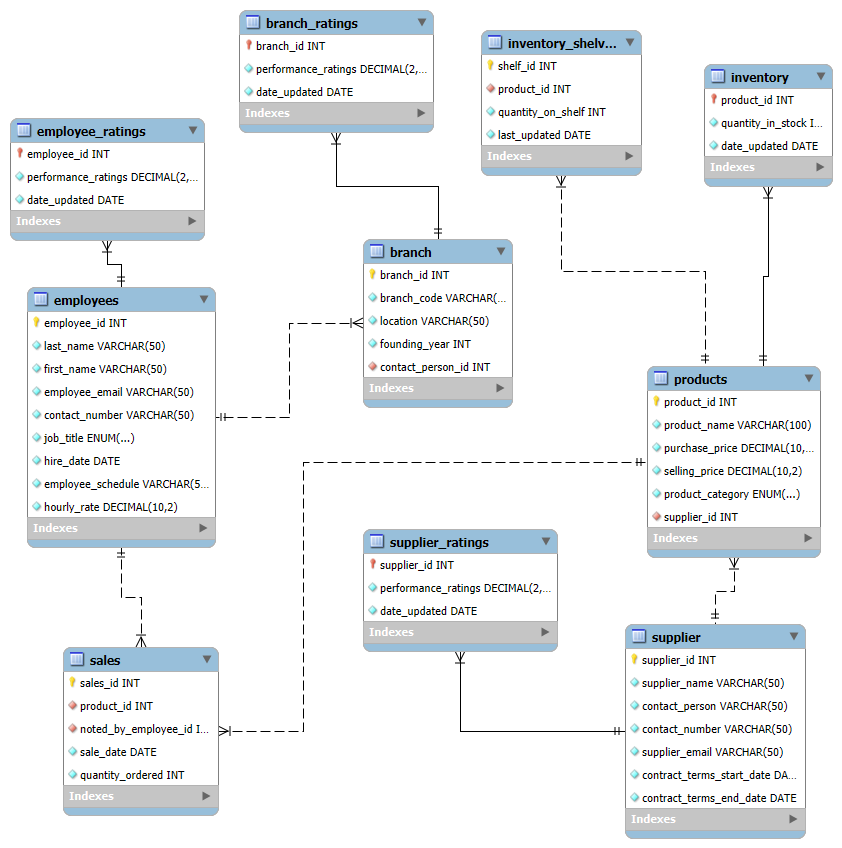 branch_ratings
branch_id INT
performance_ratings DECIMAL(2,...
date_updated DATE
Indexes
inventory_shelv...
shelf_id INT
product_id INT
quantity_on_shelf INT
last_updated DATE
Indexes
inventory
product_id INT
quantity_in_stock I...
date_updated DATE
Indexes
employee_ratings
employee_id INT
performance_ratings DECIMAL(2,...
date_updated DATE
Indexes
branch
branch_id INT
branch_code VARCHAR(...
location VARCHAR(50)
founding_year INT
contact_person_id INT
Indexes
employees
employee_id INT
last_name VARCHAR(50)
first_name VARCHAR(50)
employee_email VARCHAR(50)
contact_number VARCHAR(50)
job_title ENUM(...)
hire_date DATE
employee_schedule VARCHAR(5...
hourly_rate DECIMAL(10,2)
Indexes
products
product_id INT
product_name VARCHAR(100)
purchase_price DECIMAL(10,...
selling_price DECIMAL(10,2)
product_category ENUM(...)
supplier_id INT
Indexes
supplier_ratings
supplier_id INT
performance_ratings DECIMAL(2,...
date_updated DATE
Indexes
supplier
supplier_id INT
supplier_name VARCHAR(50)
contact_person VARCHAR(50)
contact_number VARCHAR(50)
supplier_email VARCHAR(50)
contract_terms_start_date DA...
contract_terms_end_date DATE
Indexes
sales
sales_id INT
product_id INT
noted_by_employee_id I...
sale_date DATE
quantity_ordered INT
Indexes